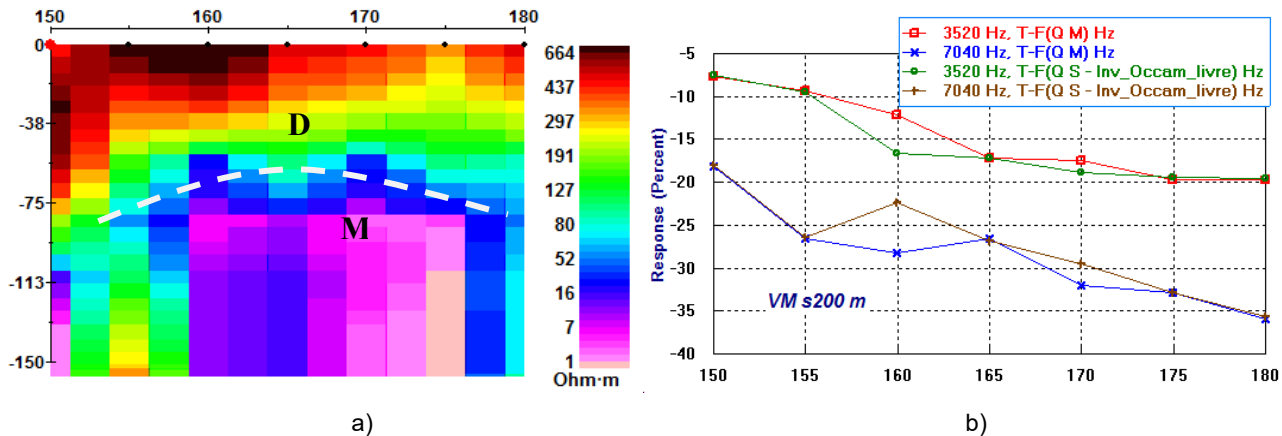 150 160 170 180
0
-38
-75
-113
-150
D
M
664
437
297
191
127
80
52
16
7
1
Ohm·m
a)
3520 Hz, T-F(Q M) Hz
7040 Hz, T-F(Q M) Hz
3520 Hz, T-F(Q S - Inv_Occam_livre) Hz
7040 Hz, T-F(Q S - Inv_Occam_livre) Hz
Response (Percent)
-5
-10
-15
-20
-25
-30
-35
-40
VM s200 m
150 155 160 165 170 175 180
b)